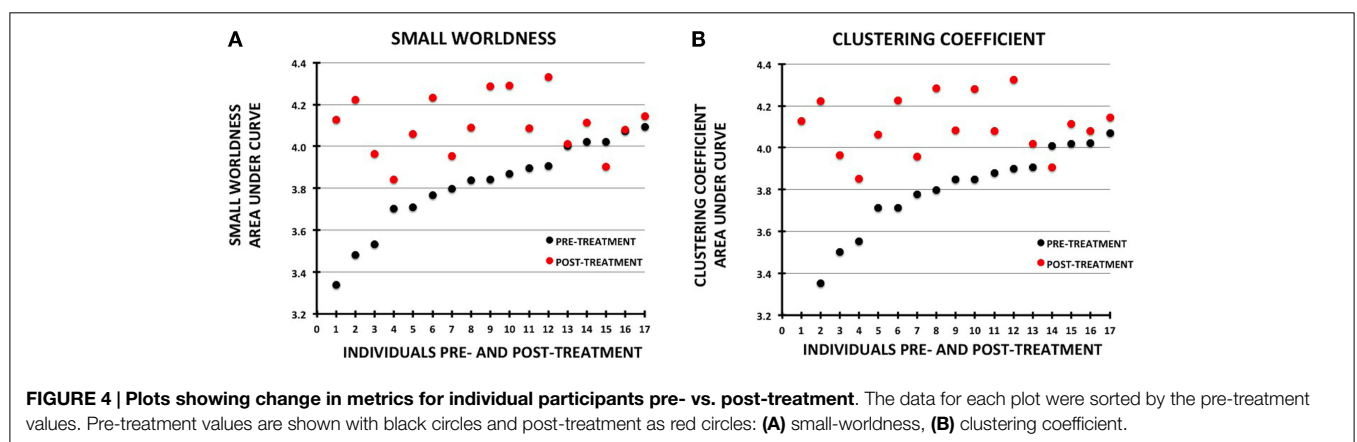 A
SMALL WORLDNESS
4.4
4.2
4.0
3.8
3.6
3.4
3.2
SMALL WORLDNESS
AREA UNDER CURVE
PRE-TREATMENT
POST-TREATMENT
0 1 2 3 4 5 6 7 8 9 10 11 12 13 14 15 16 17
INDIVIDUALS PRE- AND POST-TREATMENT
B
CLUSTERING COEFFICIENT
4.4
4.2
4.0
3.8
3.6
3.4
3.2
CLUSTERING COEFFICIENT
AREA UNDER CURVE
PRE-TREATMENT
POST-TREATMENT
0 1 2 3 4 5 6 7 8 9 10 11 12 13 14 15 16 17
INDIVIDUALS PRE- AND POST-TREATMENT
FIGURE 4 | Plots showing change in metrics for individual participants pre- vs. post-treatment. The data for each plot were sorted by the pre-treatment
values. Pre-treatment values are shown with black circles and post-treatment as red circles: (A) small-worldness, (B) clustering coefficient.